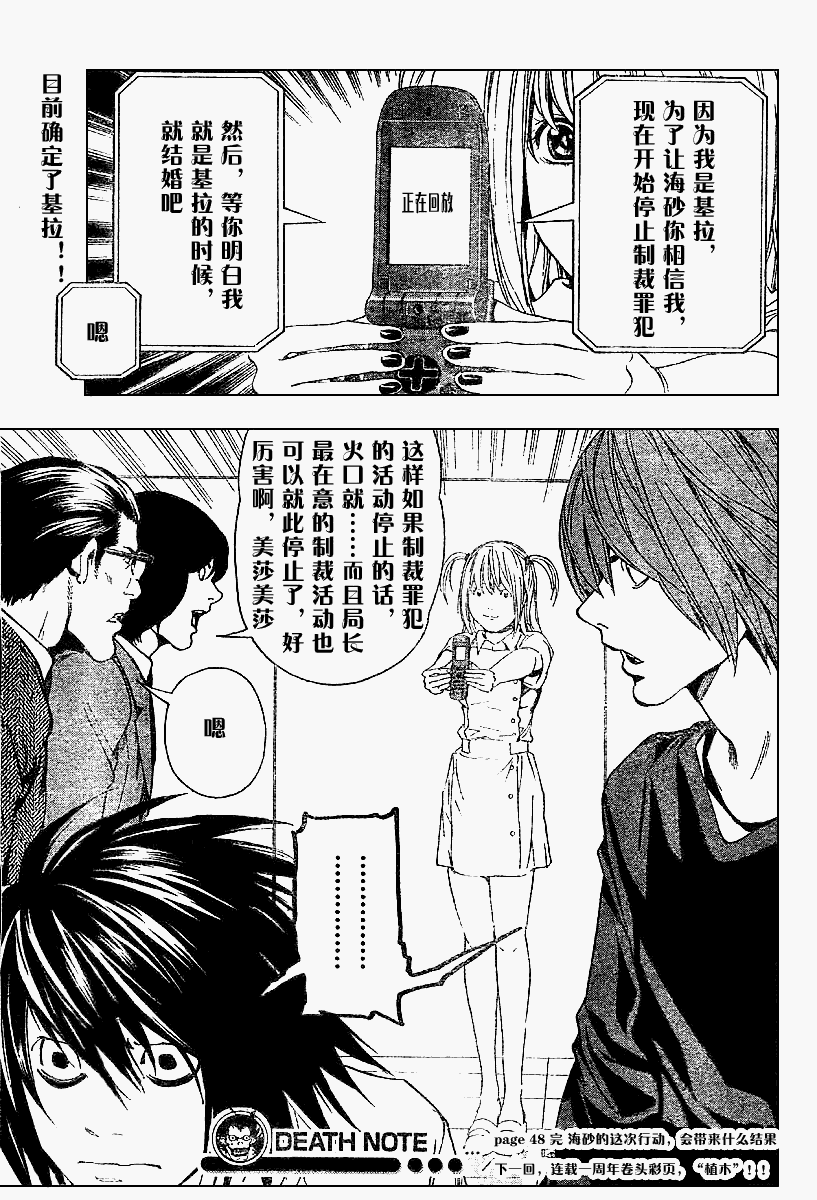 因为我是基拉，
为了让海砂你相信我，
现在开始停止制裁罪犯
正在回放
然后，等你明白我
就是基拉的时候，
就结婚吧
嗯
目前确定了基拉！！
这样如果制裁罪犯
的活动停止的话，
火口就……而且局长
最在意的制裁活动也
可以就此停止了，好
厉害啊，美莎美莎
嗯
…………
DEATH NOTE
…
page 48 完 海砂的这次行动，会带来什么结果
下一回，连载一周年卷头彩页，“植木”！！